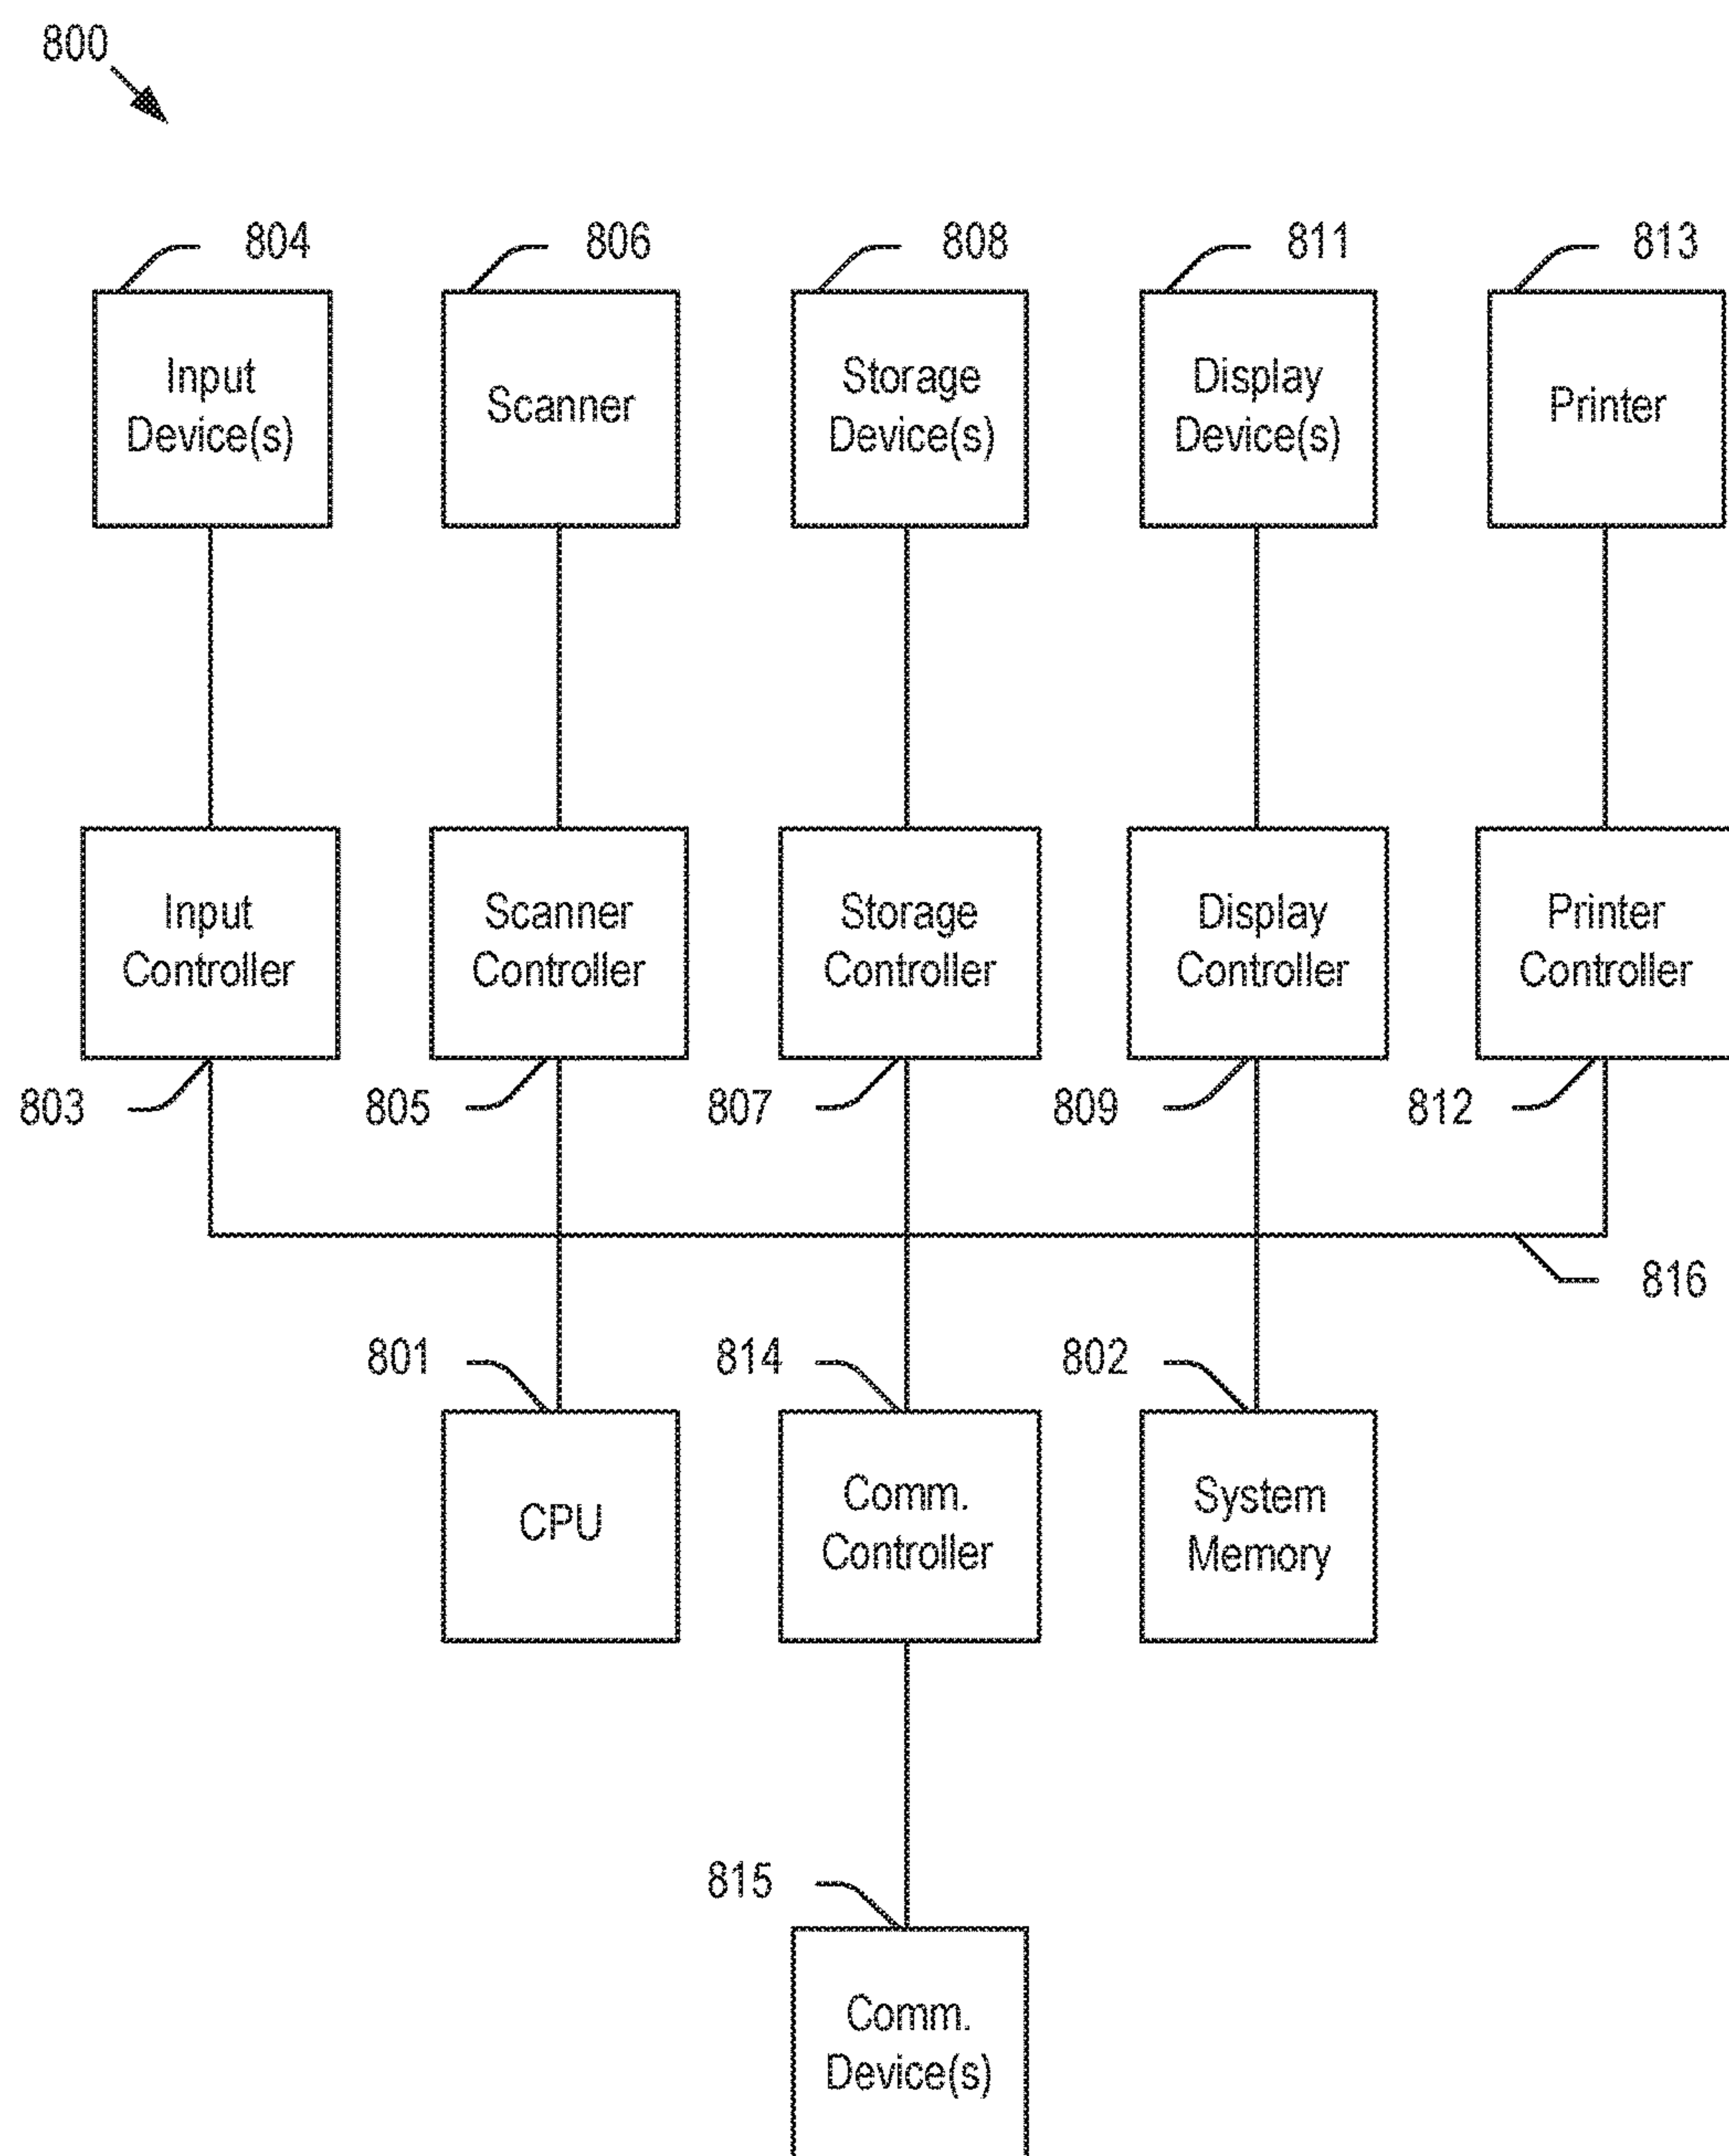 800
804
806
808
811
813
Input
Device(s)
Scanner
Storage
Device(s)
Display
Device(s)
Printer
Input
Controller
Scanner
Controller
Storage
Controller
Display
Controller
Printer
Controller
803
805
807
809
812
816
801
814
802
CPU
Comm.
Controller
System
Memory
815
Comm.
Device(s)